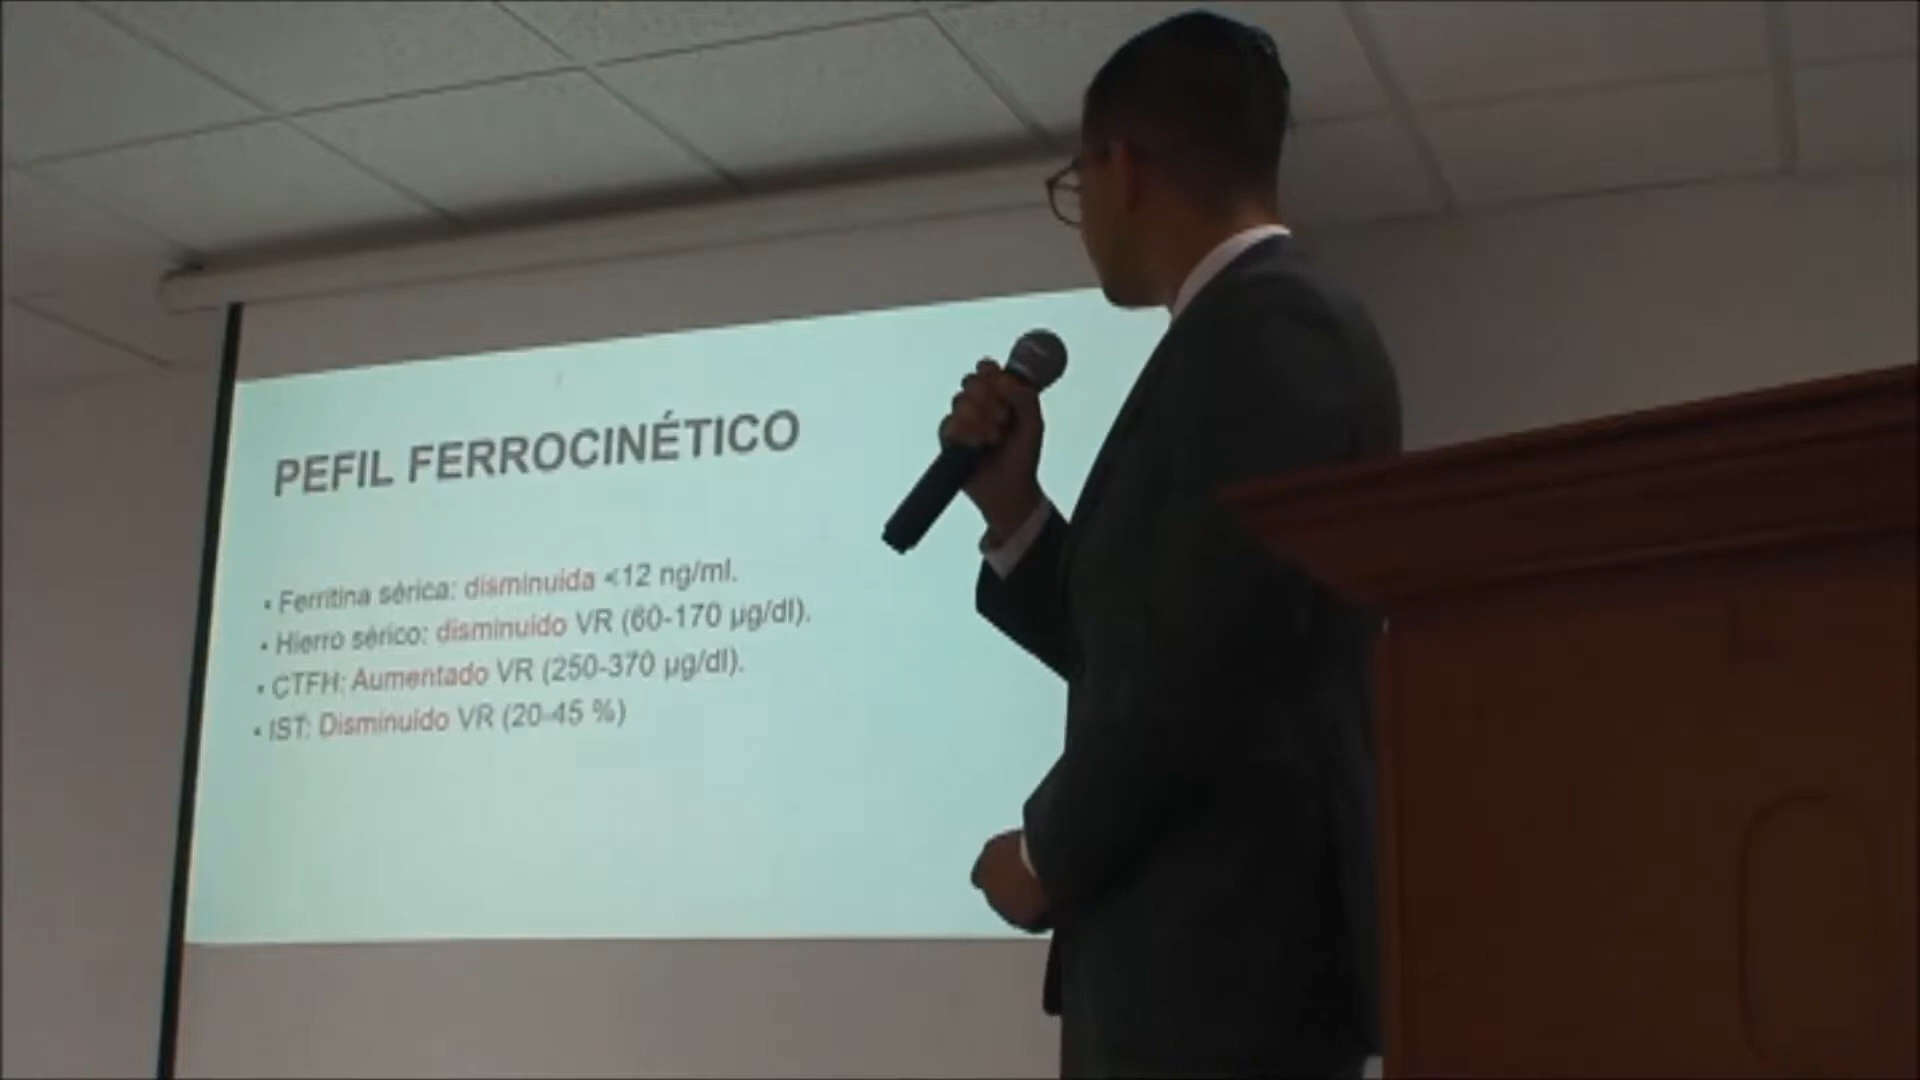 PEFIL FERROCINÉTICO
• Ferritina sérica: disminuida <12 ng/ml.
• Hierro sérico: disminuido VR (60-170 µg/dl).
• CTFH: Aumentado VR (250-370 µg/dl).
• IST: Disminuido VR (20-45 %)